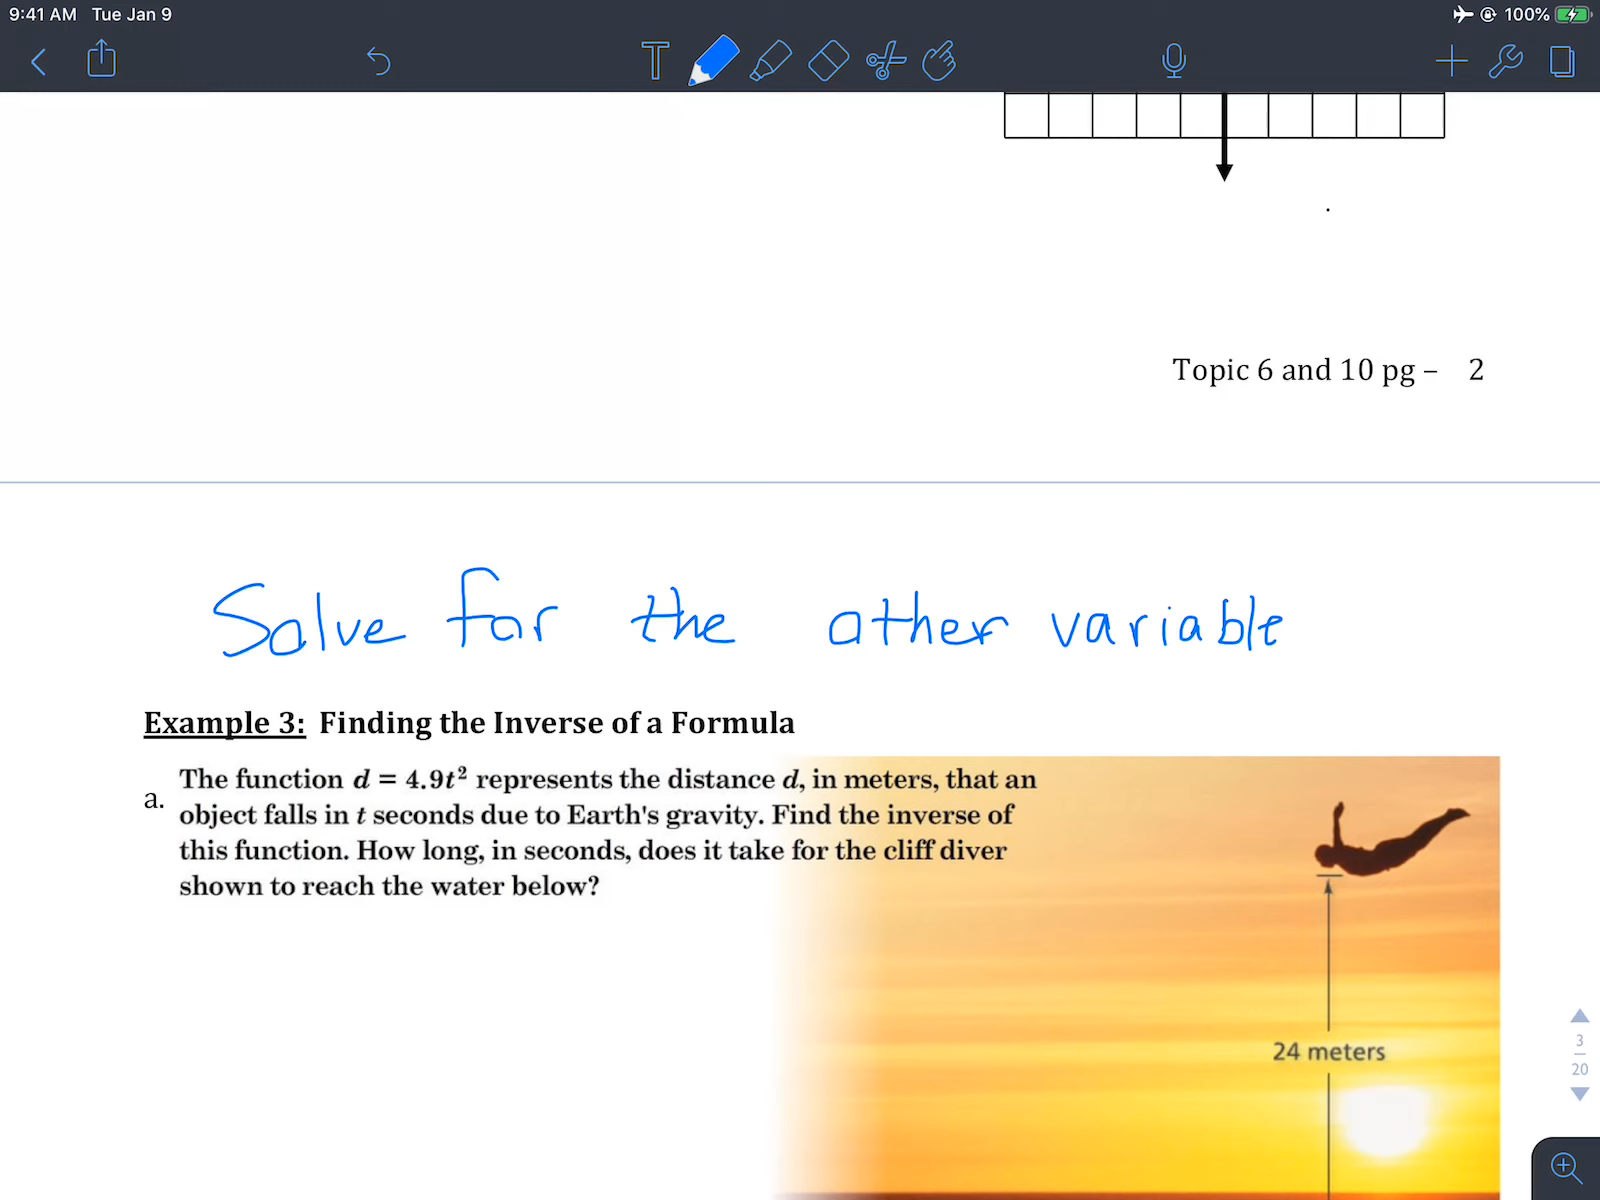 9:41 AM Tue Jan 9
100%
T
Topic 6 and 10 pg – 2
Solve for the other variable
Example 3: Finding the Inverse of a Formula
a.
The function d = 4.9t² represents the distance d, in meters, that an
object falls in t seconds due to Earth's gravity. Find the inverse of
this function. How long, in seconds, does it take for the cliff diver
shown to reach the water below?
24 meters
3
20